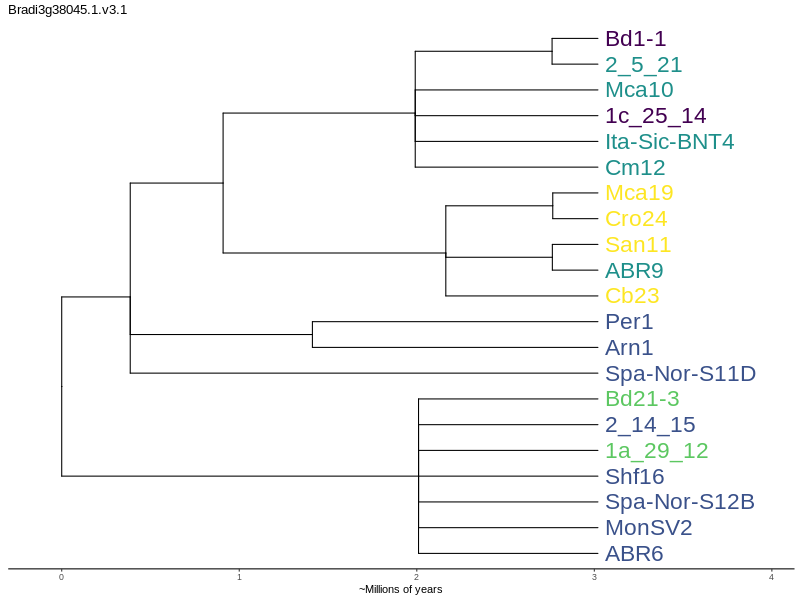 Bradi3g38045.1.v3.1
Bd1-1
2_5_21
Mca10
1c_25_14
Ita-Sic-BNT4
Cm12
Mca19
Cro24
San11
ABR9
Cb23
Per1
Arn1
Spa-Nor-S11D
Bd21-3
2_14_15
1a_29_12
Shf16
Spa-Nor-S12B
MonSV2
ABR6
0 1 2 3 4
~Millions of years